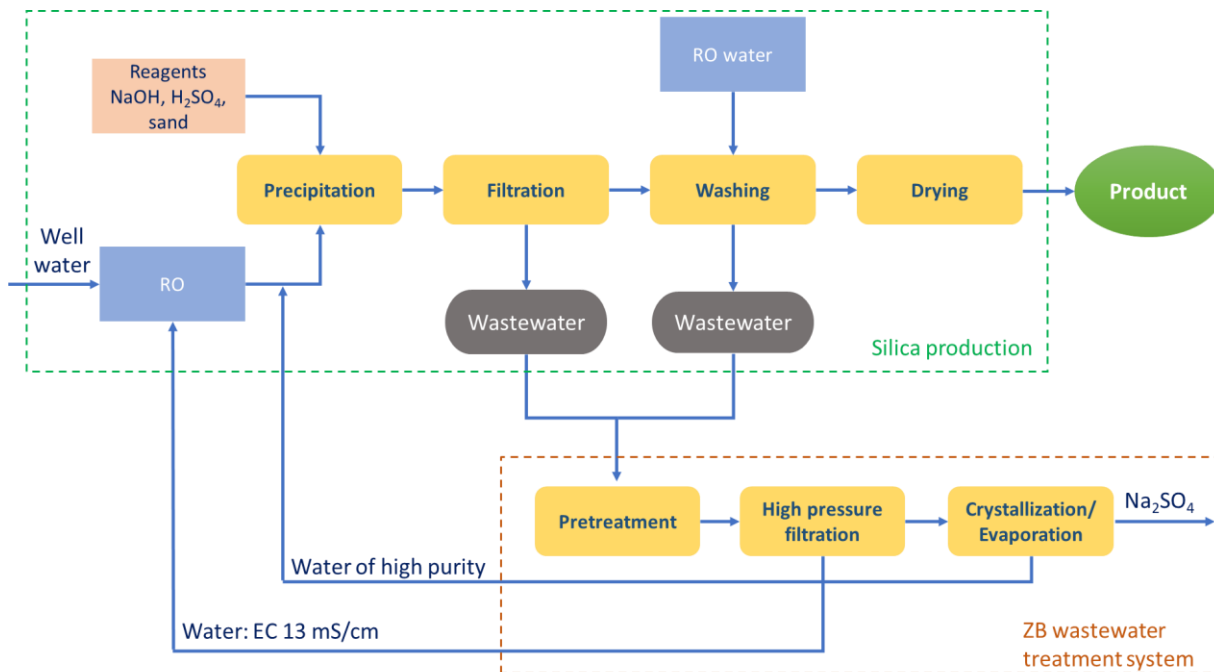 RO water
Reagents
NaOH, H₂SO₄,
sand
Precipitation
Filtration
Washing
Drying
Product
Well
water
RO
Wastewater
Wastewater
Silica production
Pretreatment
High pressure
filtration
Crystallization/
Evaporation
Na₂SO₄
Water of high purity
Water: EC 13 mS/cm
ZB wastewater
treatment system